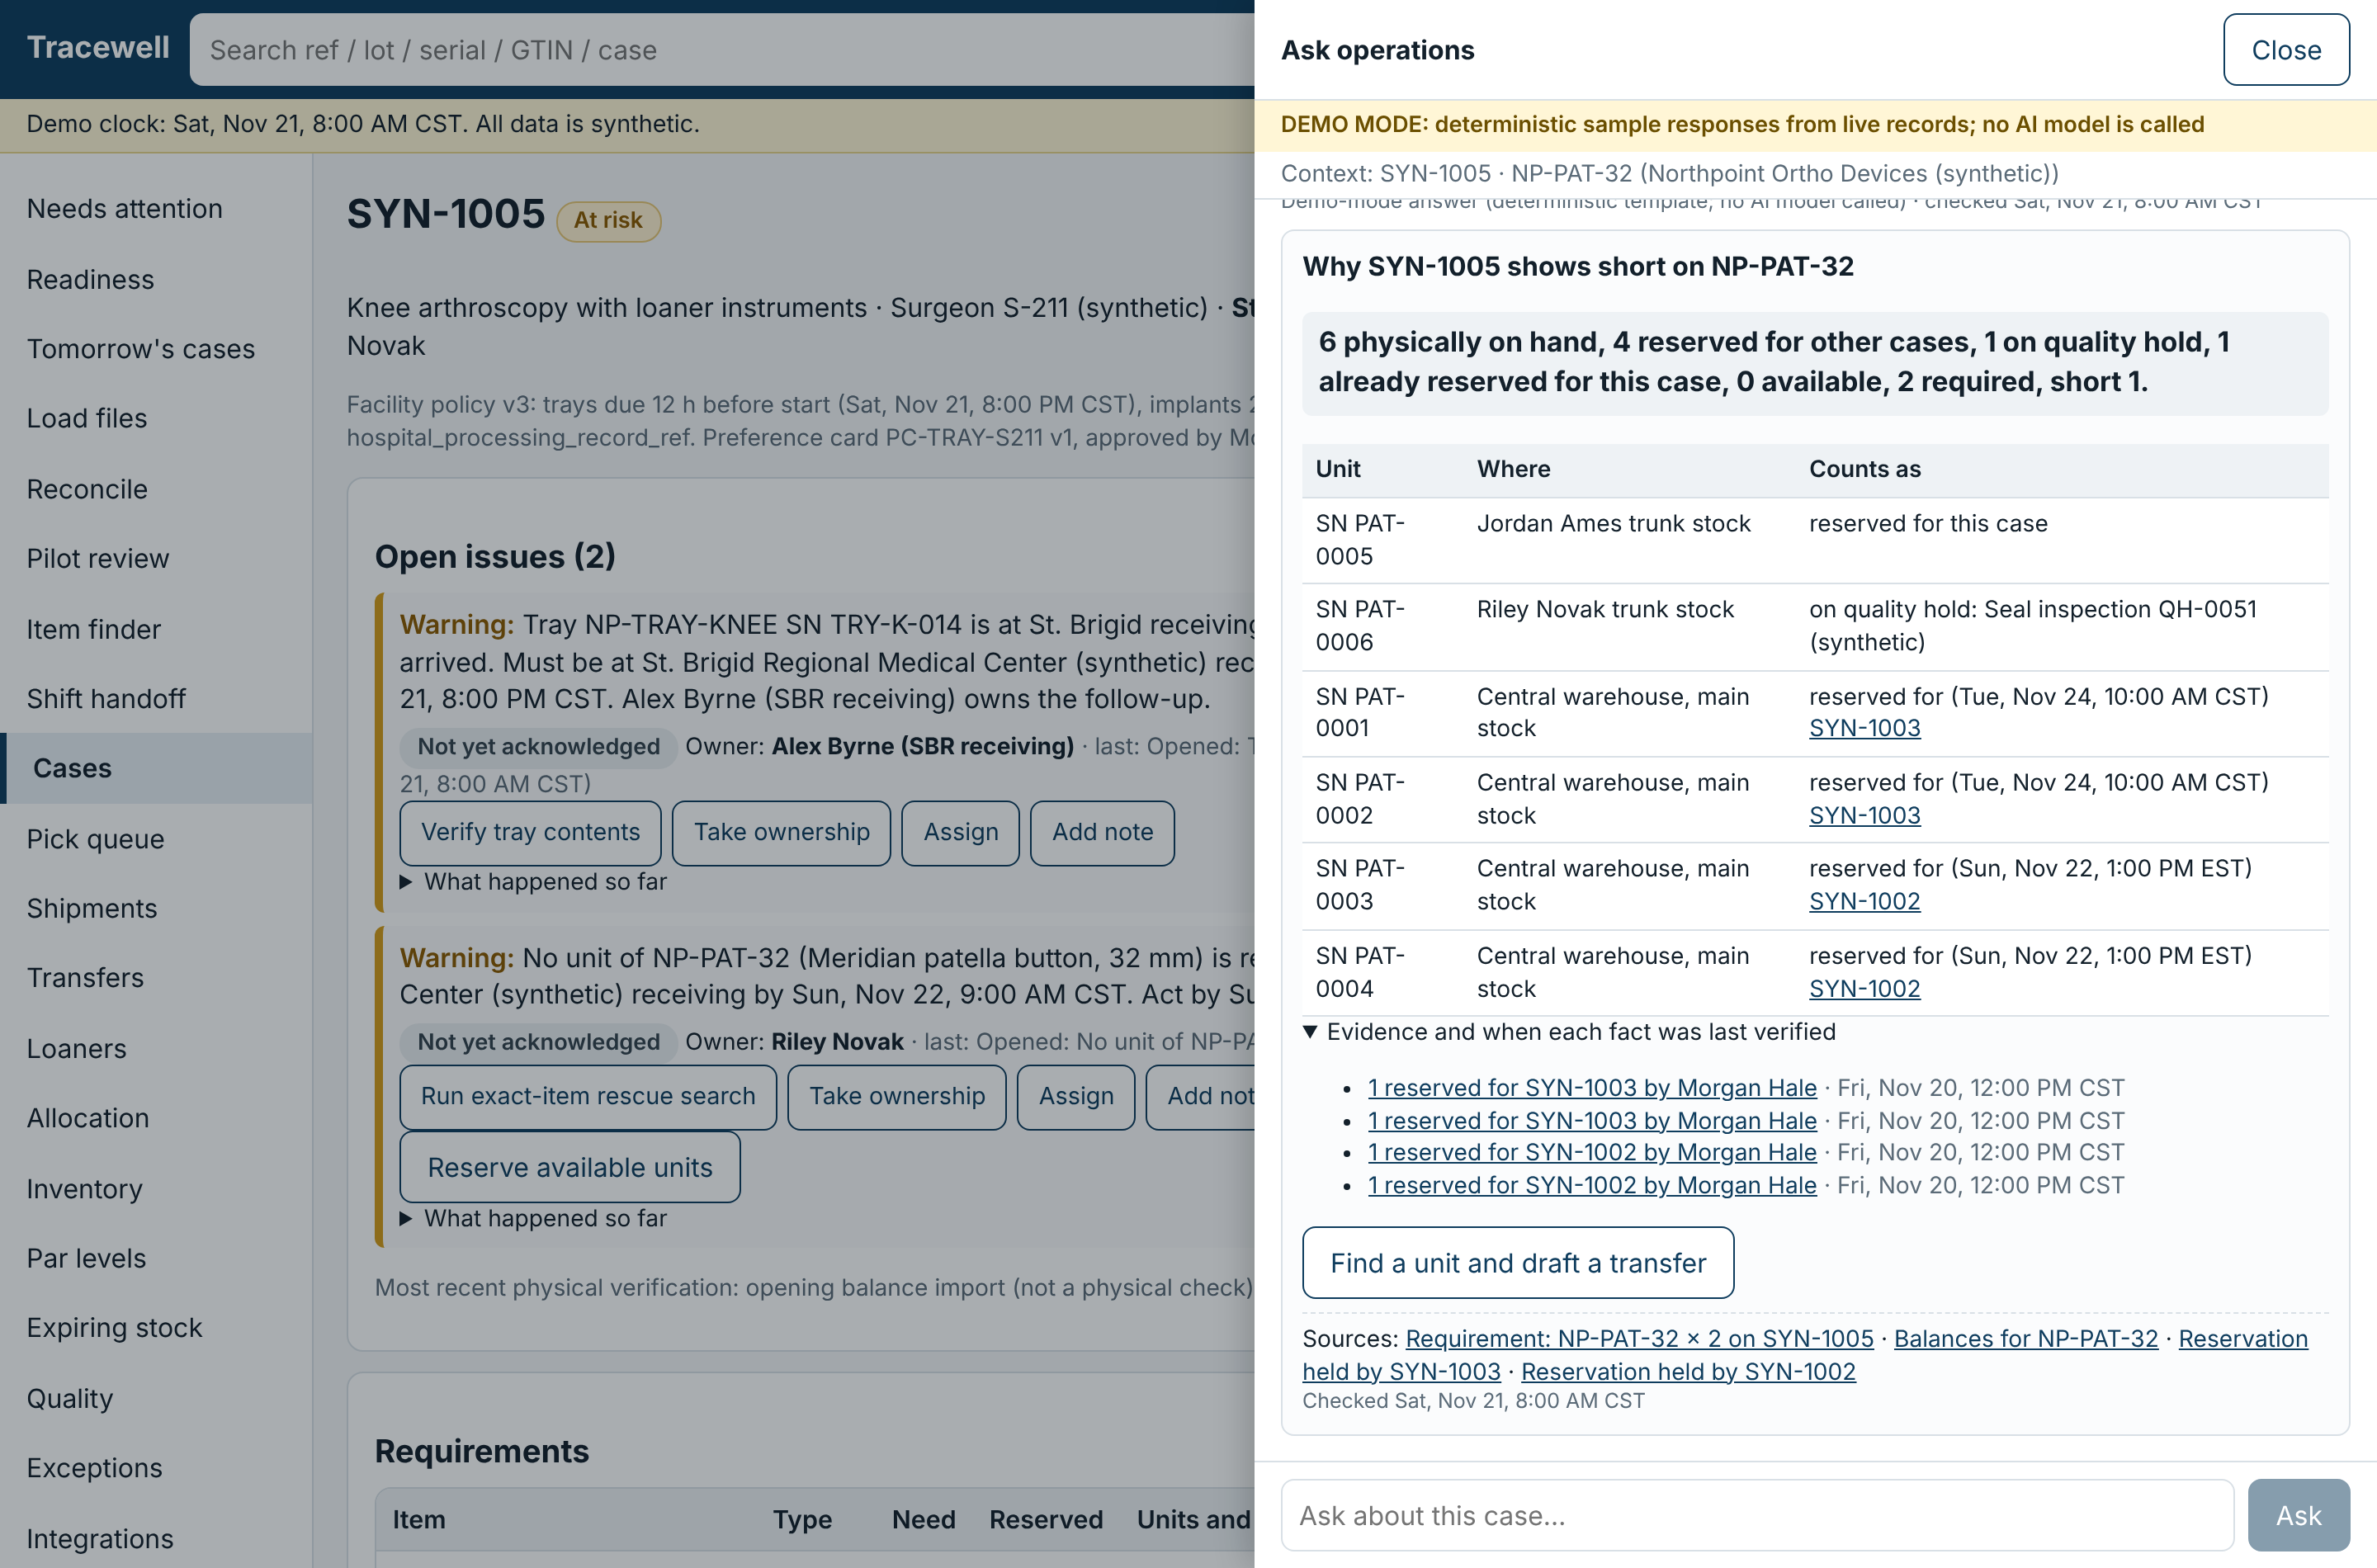 Tracewell
Search ref / lot / serial / GTIN / case
Demo clock: Sat, Nov 21, 8:00 AM CST. All data is synthetic.
Needs attention
Readiness
Tomorrow's cases
Load files
Reconcile
Pilot review
Item finder
Shift handoff
Cases
Pick queue
Shipments
Transfers
Loaners
Allocation
Inventory
Par levels
Expiring stock
Quality
Exceptions
Integrations
SYN-1005 At risk
Knee arthroscopy with loaner instruments · Surgeon S-211 (synthetic) · St
Novak
Facility policy v3: trays due 12 h before start (Sat, Nov 21, 8:00 PM CST), implants 2
hospital_processing_record_ref. Preference card PC-TRAY-S211 v1, approved by Mo
Open issues (2)
Warning: Tray NP-TRAY-KNEE SN TRY-K-014 is at St. Brigid receiving
arrived. Must be at St. Brigid Regional Medical Center (synthetic) rec
21, 8:00 PM CST. Alex Byrne (SBR receiving) owns the follow-up.
Not yet acknowledged Owner: Alex Byrne (SBR receiving) · last: Opened: T
21, 8:00 AM CST)
Verify tray contents Take ownership Assign Add note
▶ What happened so far
Warning: No unit of NP-PAT-32 (Meridian patella button, 32 mm) is re
Center (synthetic) receiving by Sun, Nov 22, 9:00 AM CST. Act by Su
Not yet acknowledged Owner: Riley Novak · last: Opened: No unit of NP-PA
Run exact-item rescue search Take ownership Assign Add not
Reserve available units
▶ What happened so far
Most recent physical verification: opening balance import (not a physical check)
Requirements
Item Type Need Reserved Units and
Ask operations
Close
DEMO MODE: deterministic sample responses from live records; no AI model is called
Context: SYN-1005 · NP-PAT-32 (Northpoint Ortho Devices (synthetic))
Demo-mode answer (deterministic template, no AI model called) · checked Sat, Nov 21, 8:00 AM CST
Why SYN-1005 shows short on NP-PAT-32
6 physically on hand, 4 reserved for other cases, 1 on quality hold, 1
already reserved for this case, 0 available, 2 required, short 1.
Unit Where Counts as
SN PAT-
0005
Jordan Ames trunk stock
reserved for this case
SN PAT-
0006
Riley Novak trunk stock
on quality hold: Seal inspection QH-0051
(synthetic)
SN PAT-
0001
Central warehouse, main
stock
reserved for (Tue, Nov 24, 10:00 AM CST)
SYN-1003
SN PAT-
0002
Central warehouse, main
stock
reserved for (Tue, Nov 24, 10:00 AM CST)
SYN-1003
SN PAT-
0003
Central warehouse, main
stock
reserved for (Sun, Nov 22, 1:00 PM EST)
SYN-1002
SN PAT-
0004
Central warehouse, main
stock
reserved for (Sun, Nov 22, 1:00 PM EST)
SYN-1002
▼ Evidence and when each fact was last verified
• 1 reserved for SYN-1003 by Morgan Hale · Fri, Nov 20, 12:00 PM CST
• 1 reserved for SYN-1003 by Morgan Hale · Fri, Nov 20, 12:00 PM CST
• 1 reserved for SYN-1002 by Morgan Hale · Fri, Nov 20, 12:00 PM CST
• 1 reserved for SYN-1002 by Morgan Hale · Fri, Nov 20, 12:00 PM CST
Find a unit and draft a transfer
Sources: Requirement: NP-PAT-32 × 2 on SYN-1005 · Balances for NP-PAT-32 · Reservation
held by SYN-1003 · Reservation held by SYN-1002
Checked Sat, Nov 21, 8:00 AM CST
Ask about this case...
Ask